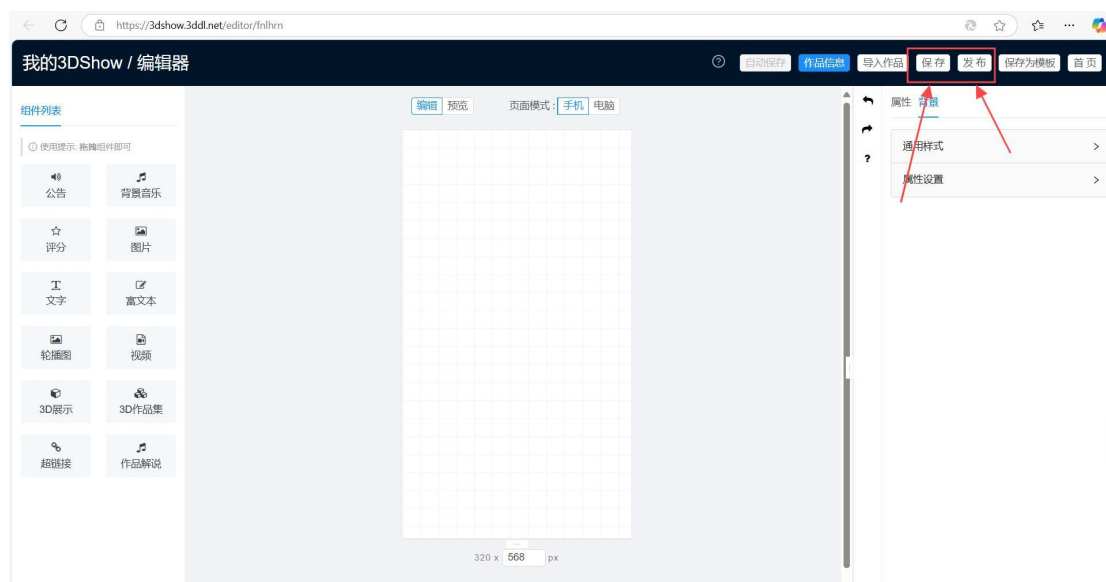 https://3dshow.3ddl.net/editor/fnlhrn
我的3DShow / 编辑器
自动保存 作品信息 导入作品 保存 发布 保存为模板 首页
组件列表
编辑 预览 页面模式 : 手机 电脑
属性 背景
使用提示: 拖拽组件即可
通用样式
属性设置
公告 背景音乐
评分 图片
文字 富文本
轮播图 视频
3D展示 3D作品集
超链接 作品解说
320 x 568 px